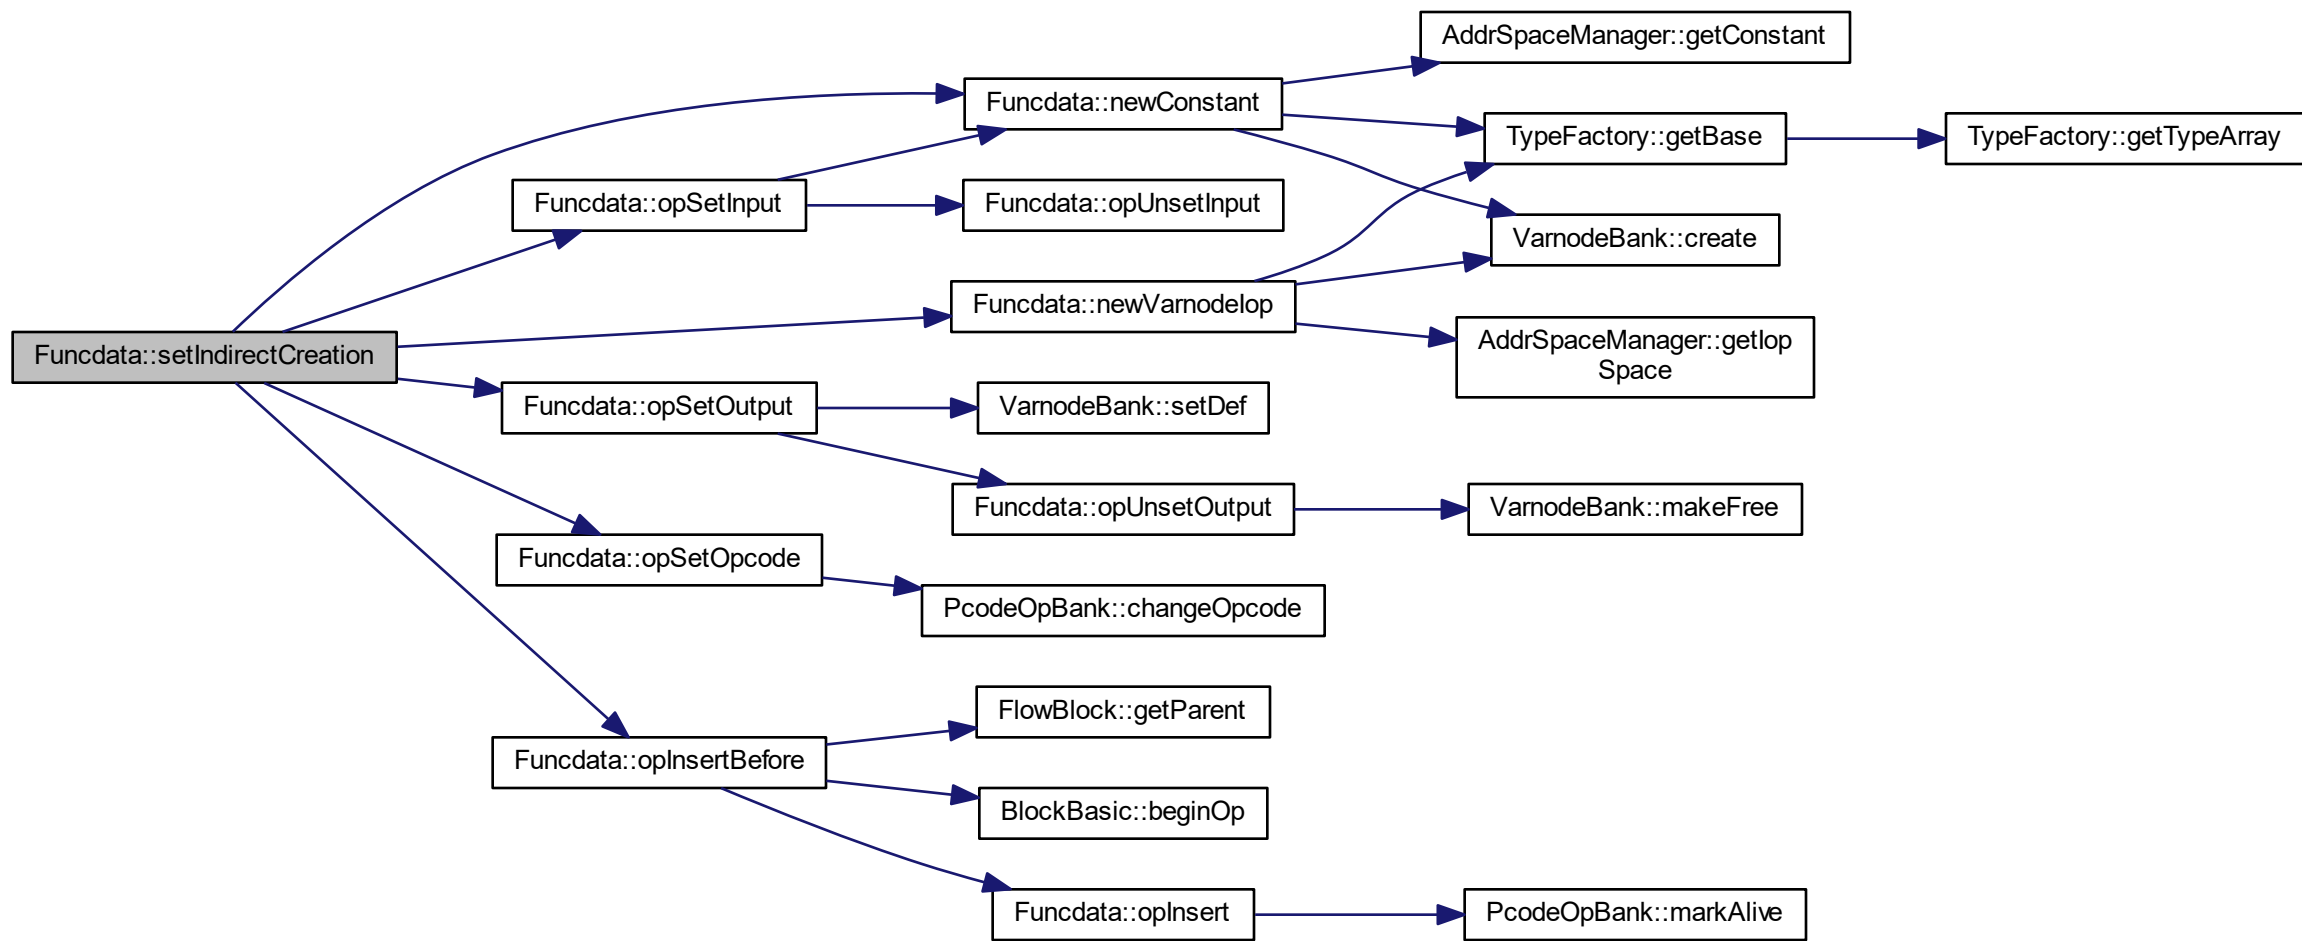 AddrSpaceManager::getConstant
Funcdata::newConstant
TypeFactory::getBase
TypeFactory::getTypeArray
Funcdata::opSetInput
Funcdata::opUnsetInput
VarnodeBank::create
Funcdata::newVarnodeIop
Funcdata::setIndirectCreation
AddrSpaceManager::getIop
Space
Funcdata::opSetOutput
VarnodeBank::setDef
Funcdata::opUnsetOutput
VarnodeBank::makeFree
Funcdata::opSetOpcode
PcodeOpBank::changeOpcode
FlowBlock::getParent
Funcdata::opInsertBefore
BlockBasic::beginOp
Funcdata::opInsert
PcodeOpBank::markAlive